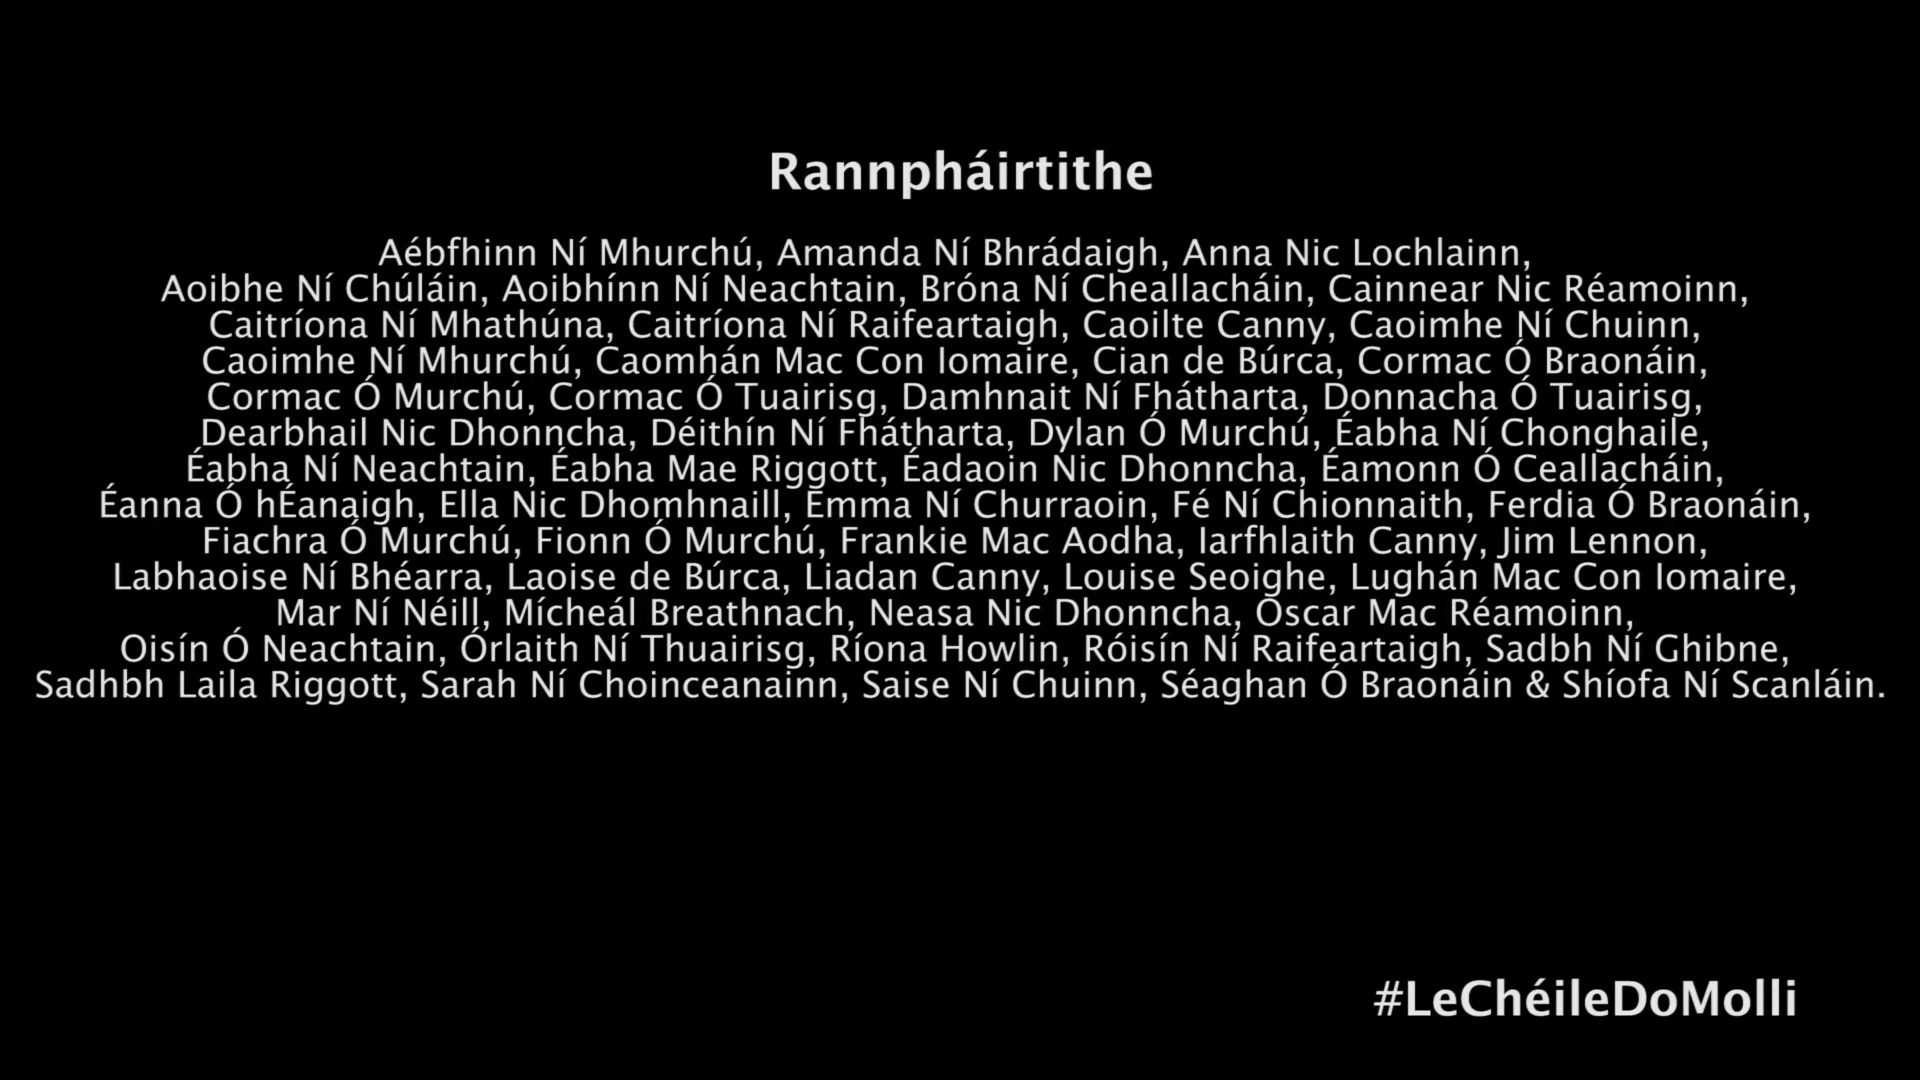 Rannpháirtithe
Aébfhinn Ní Mhurchú, Amanda Ní Bhrádaigh, Anna Nic Lochlainn,
Aoibhe Ní Chúláin, Aoibhínn Ní Neachtain, Bróna Ní Cheallacháin, Cainnear Nic Réamoinn,
Caitríona Ní Mhathúna, Caitríona Ní Raifeartaigh, Caoilte Canny, Caoimhe Ní Chuinn,
Caoimhe Ní Mhurchú, Caomhán Mac Con Iomaire, Cian de Búrca, Cormac Ó Braonáin,
Cormac Ó Murchú, Cormac Ó Tuairisg, Damhnait Ní Fhátharta, Donnacha Ó Tuairisg,
Dearbhail Nic Dhonncha, Déithín Ní Fhátharta, Dylan Ó Murchú, Éabha Ní Chonghaile,
Éabha Ní Neachtain, Éabha Mae Riggott, Éadaoin Nic Dhonncha, Éamonn Ó Ceallacháin,
Éanna Ó hÉanaigh, Ella Nic Dhomhnaill, Emma Ní Churraoin, Fé Ní Chionnaith, Ferdia Ó Braonáin,
Fiachra Ó Murchú, Fionn Ó Murchú, Frankie Mac Aodha, Iarfhlaith Canny, Jim Lennon,
Labhaoise Ní Bhéarra, Laoise de Búrca, Liadan Canny, Louise Seoighe, Lughán Mac Con Iomaire,
Mar Ní Néill, Mícheál Breathnach, Neasa Nic Dhonncha, Oscar Mac Réamoinn,
Oisín Ó Neachtain, Órlaith Ní Thuairisg, Ríona Howlin, Róisín Ní Raifeartaigh, Sadbh Ní Ghibne,
Sadhbh Laila Riggott, Sarah Ní Choinceanainn, Saise Ní Chuinn, Séaghan Ó Braonáin & Shíofa Ní Scanláin.
#LeChéileDoMolli